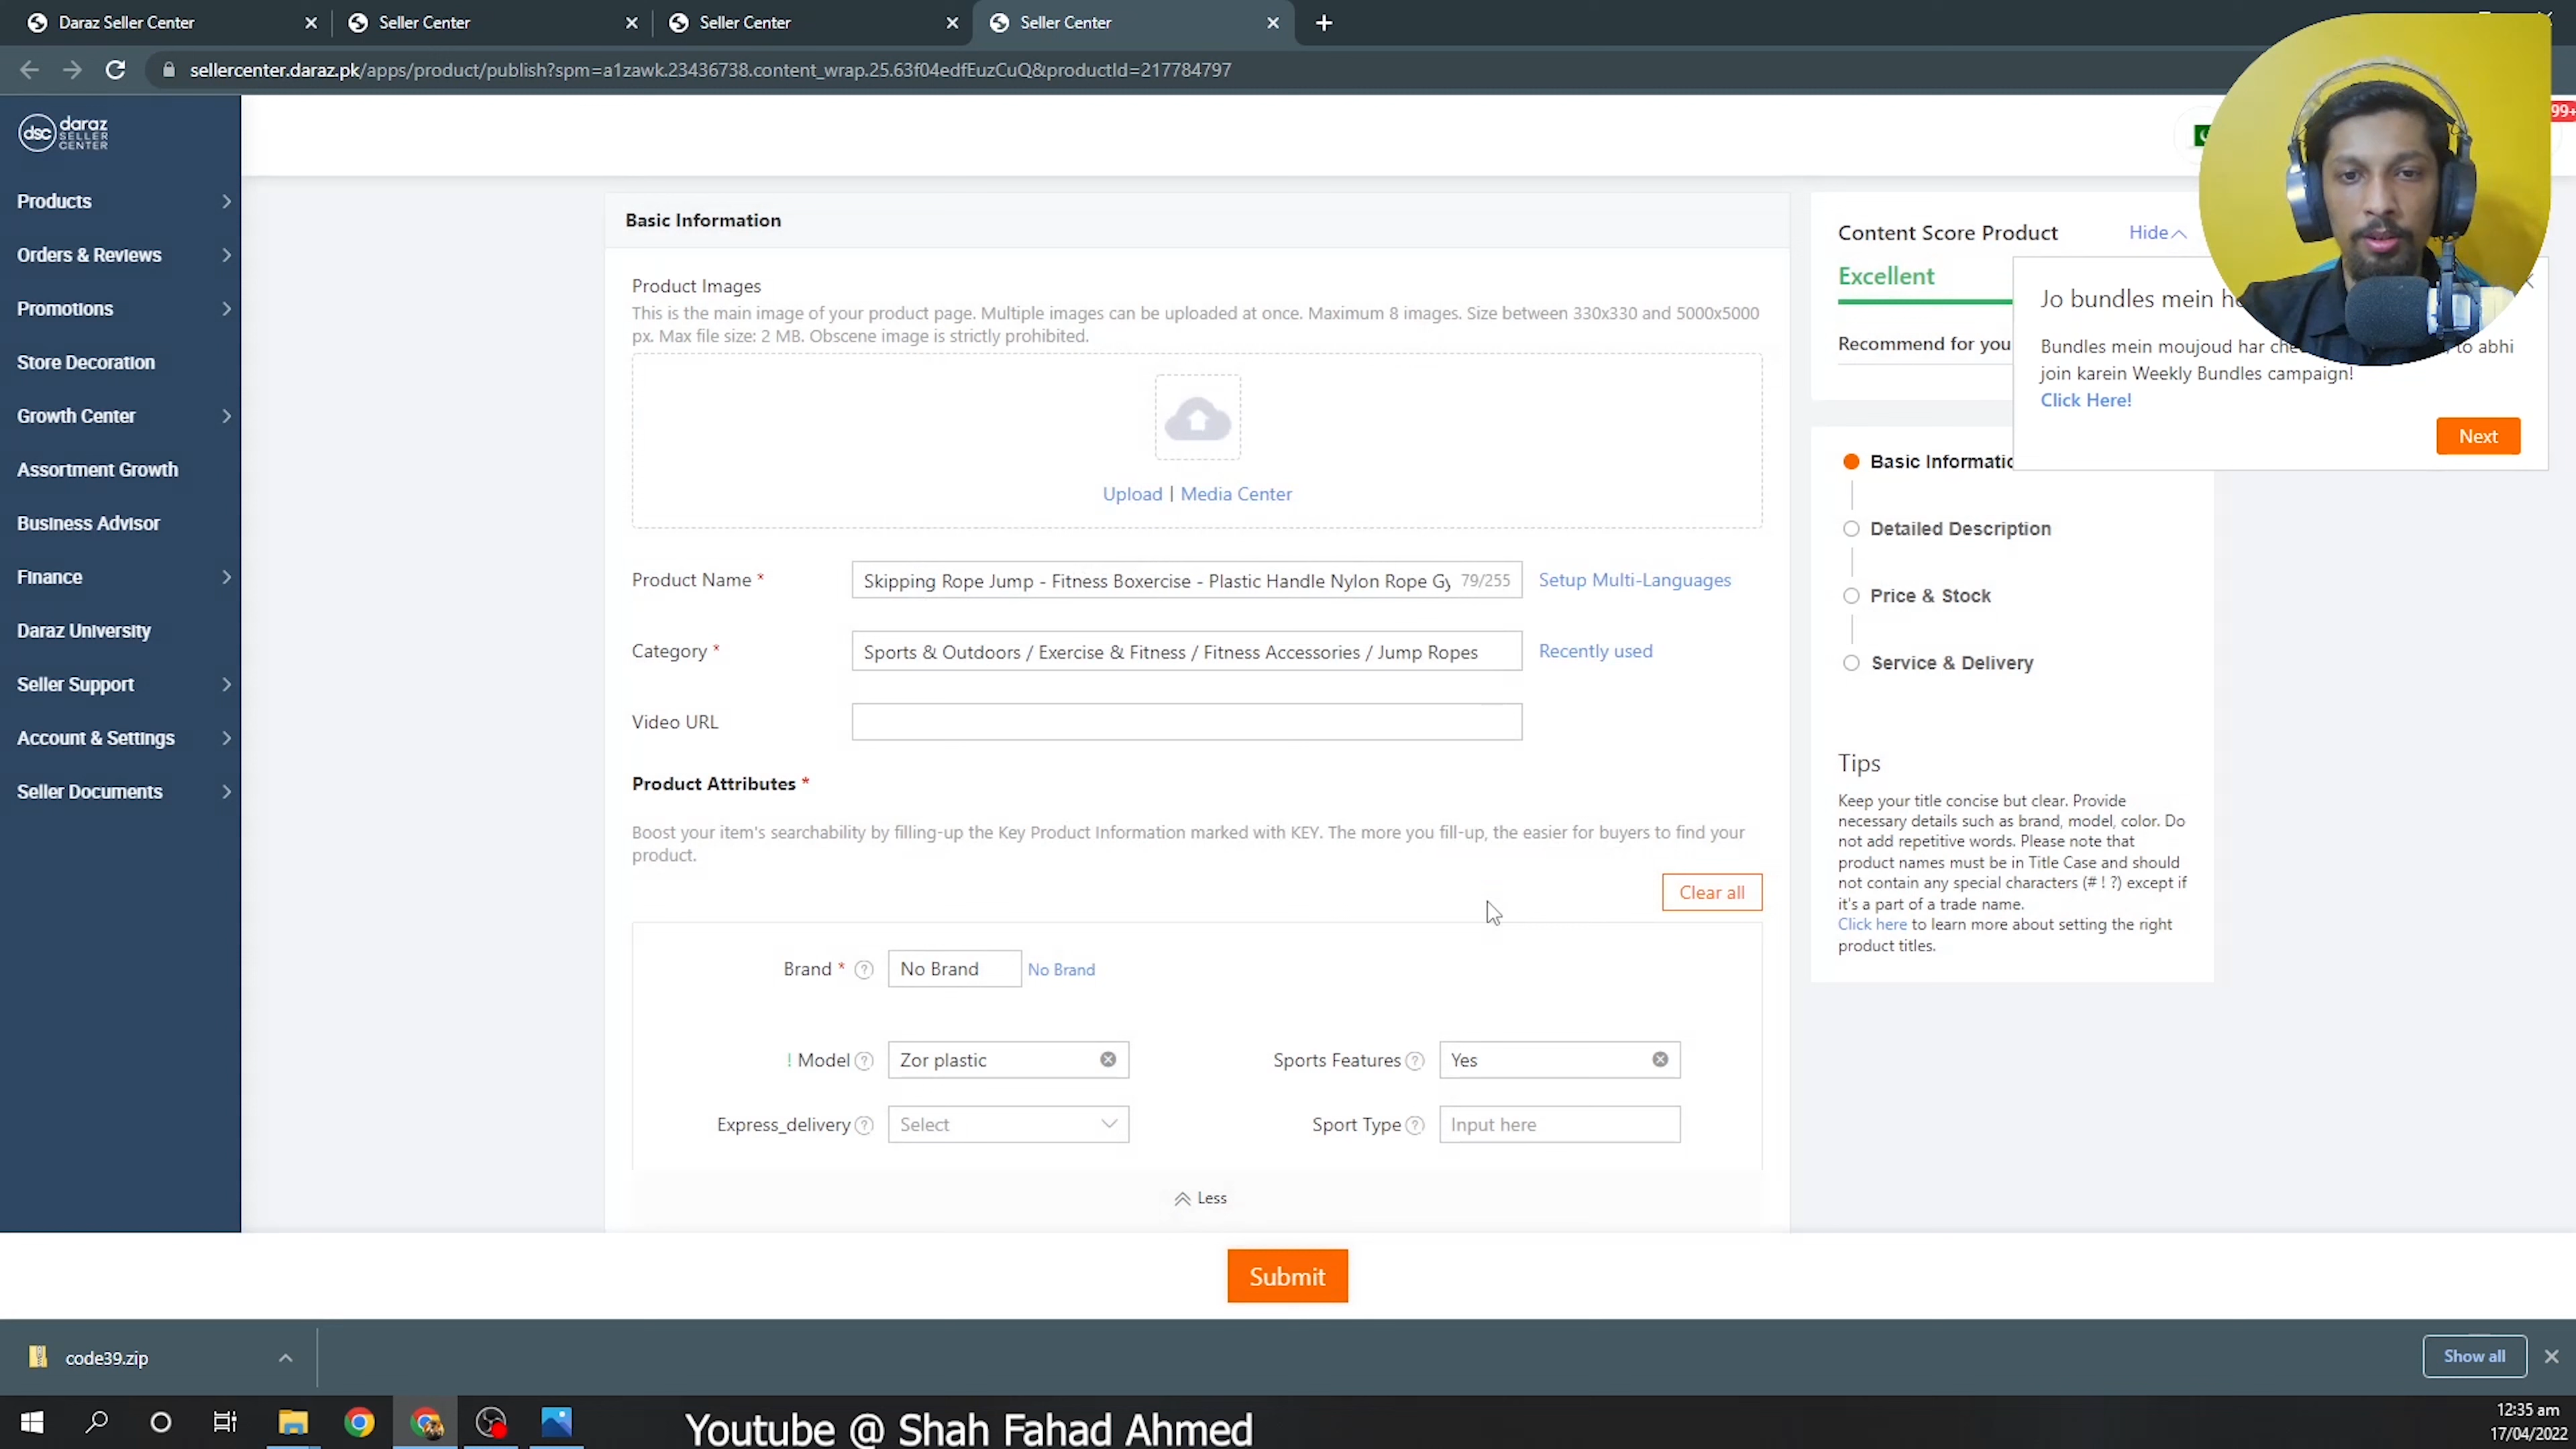 Daraz Seller Center
Seller Center
Seller Center
Seller Center
sellercenter.daraz.pk/apps/product/publish?spm=a1zawk.23436738.content_wrap.25.63f04edfEuzCuQ&productId=217784797
dsc daraz
SELLER
CENTER
99+
Products
Orders & Reviews
Promotions
Store Decoration
Growth Center
Assortment Growth
Business Advisor
Finance
Daraz University
Seller Support
Account & Settings
Seller Documents
Basic Information
Product Images
This is the main image of your product page. Multiple images can be uploaded at once. Maximum 8 images. Size between 330x330 and 5000x5000
px. Max file size: 2 MB. Obscene image is strictly prohibited.
Upload | Media Center
Product Name *
Skipping Rope Jump - Fitness Boxercise - Plastic Handle Nylon Rope Gy 79/255
Setup Multi-Languages
Category *
Sports & Outdoors / Exercise & Fitness / Fitness Accessories / Jump Ropes
Recently used
Video URL
Product Attributes *
Boost your item's searchability by filling-up the Key Product Information marked with KEY. The more you fill-up, the easier for buyers to find your
product.
Clear all
Brand *
No Brand
No Brand
! Model
Zor plastic
Sports Features
Yes
Express_delivery
Select
Sport Type
Input here
Less
Submit
Content Score Product
Hide
Excellent
Recommend for you
Jo bundles mein
Bundles mein moujoud har to abhi
join karein Weekly Bundles campaign!
Click Here!
Next
Basic Informatio
Detailed Description
Price & Stock
Service & Delivery
Tips
Keep your title concise but clear. Provide
necessary details such as brand, model, color. Do
not add repetitive words. Please note that
product names must be in Title Case and should
not contain any special characters (# ! ?) except if
it's a part of a trade name.
Click here to learn more about setting the right
product titles.
code39.zip
Show all
Youtube @ Shah Fahad Ahmed
12:35 am
17/04/2022